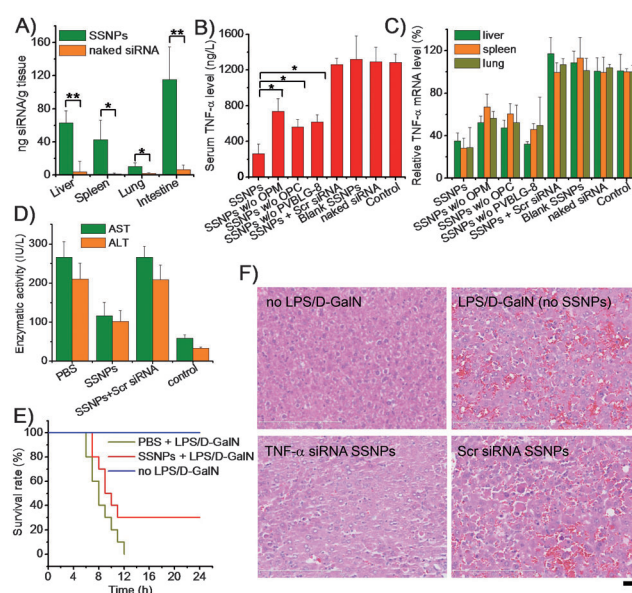 A)
SSNPs
naked siRNA
ng siRNA/g tissue
160
120
80
40
0
**
*
*
**
Liver
Spleen
Lung
Intestine
B)
Serum TNF-α level (ng/L)
1800
1400
1000
600
200
*
*
*
SSNPs
SSNPs w/o OPM
SSNPs w/o OPC
SSNPs w/o PVBLG-8
SSNPs + Scr siRNA
Blank SSNPs
naked siRNA
Control
C)
liver
spleen
lung
Relative TNF-α mRNA level (%)
160
120
80
40
0
SSNPs
SSNPs w/o OPM
SSNPs w/o OPC
SSNPs w/o PVBLG-8
SSNPs + Scr siRNA
Blank SSNPs
naked siRNA
Control
D)
AST
ALT
Enzymatic activity (IU/L)
300
200
100
0
PBS
SSNPs
SSNPs+Scr siRNA
control
E)
PBS + LPS/D-GalN
SSNPs + LPS/D-GalN
no LPS/D-GalN
Survival rate (%)
100
80
60
40
20
0
0
4
8
12
16
20
24
Time (h)
F)
no LPS/D-GalN
LPS/D-GalN (no SSNPs)
TNF-α siRNA SSNPs
Scr siRNA SSNPs